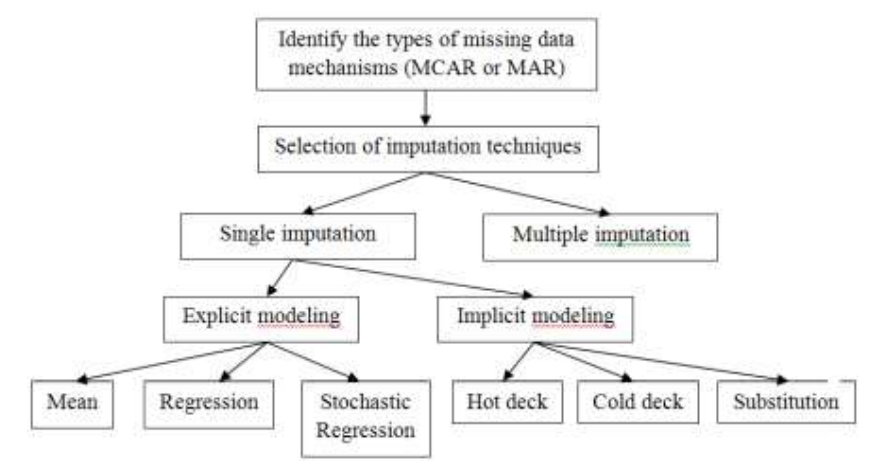 Identify the types of missing data
mechanisms (MCAR or MAR)
Selection of imputation techniques
Single imputation
Multiple imputation
Explicit modeling
Implicit modeling
Mean
Regression
Stochastic
Regression
Hot deck
Cold deck
Substitution